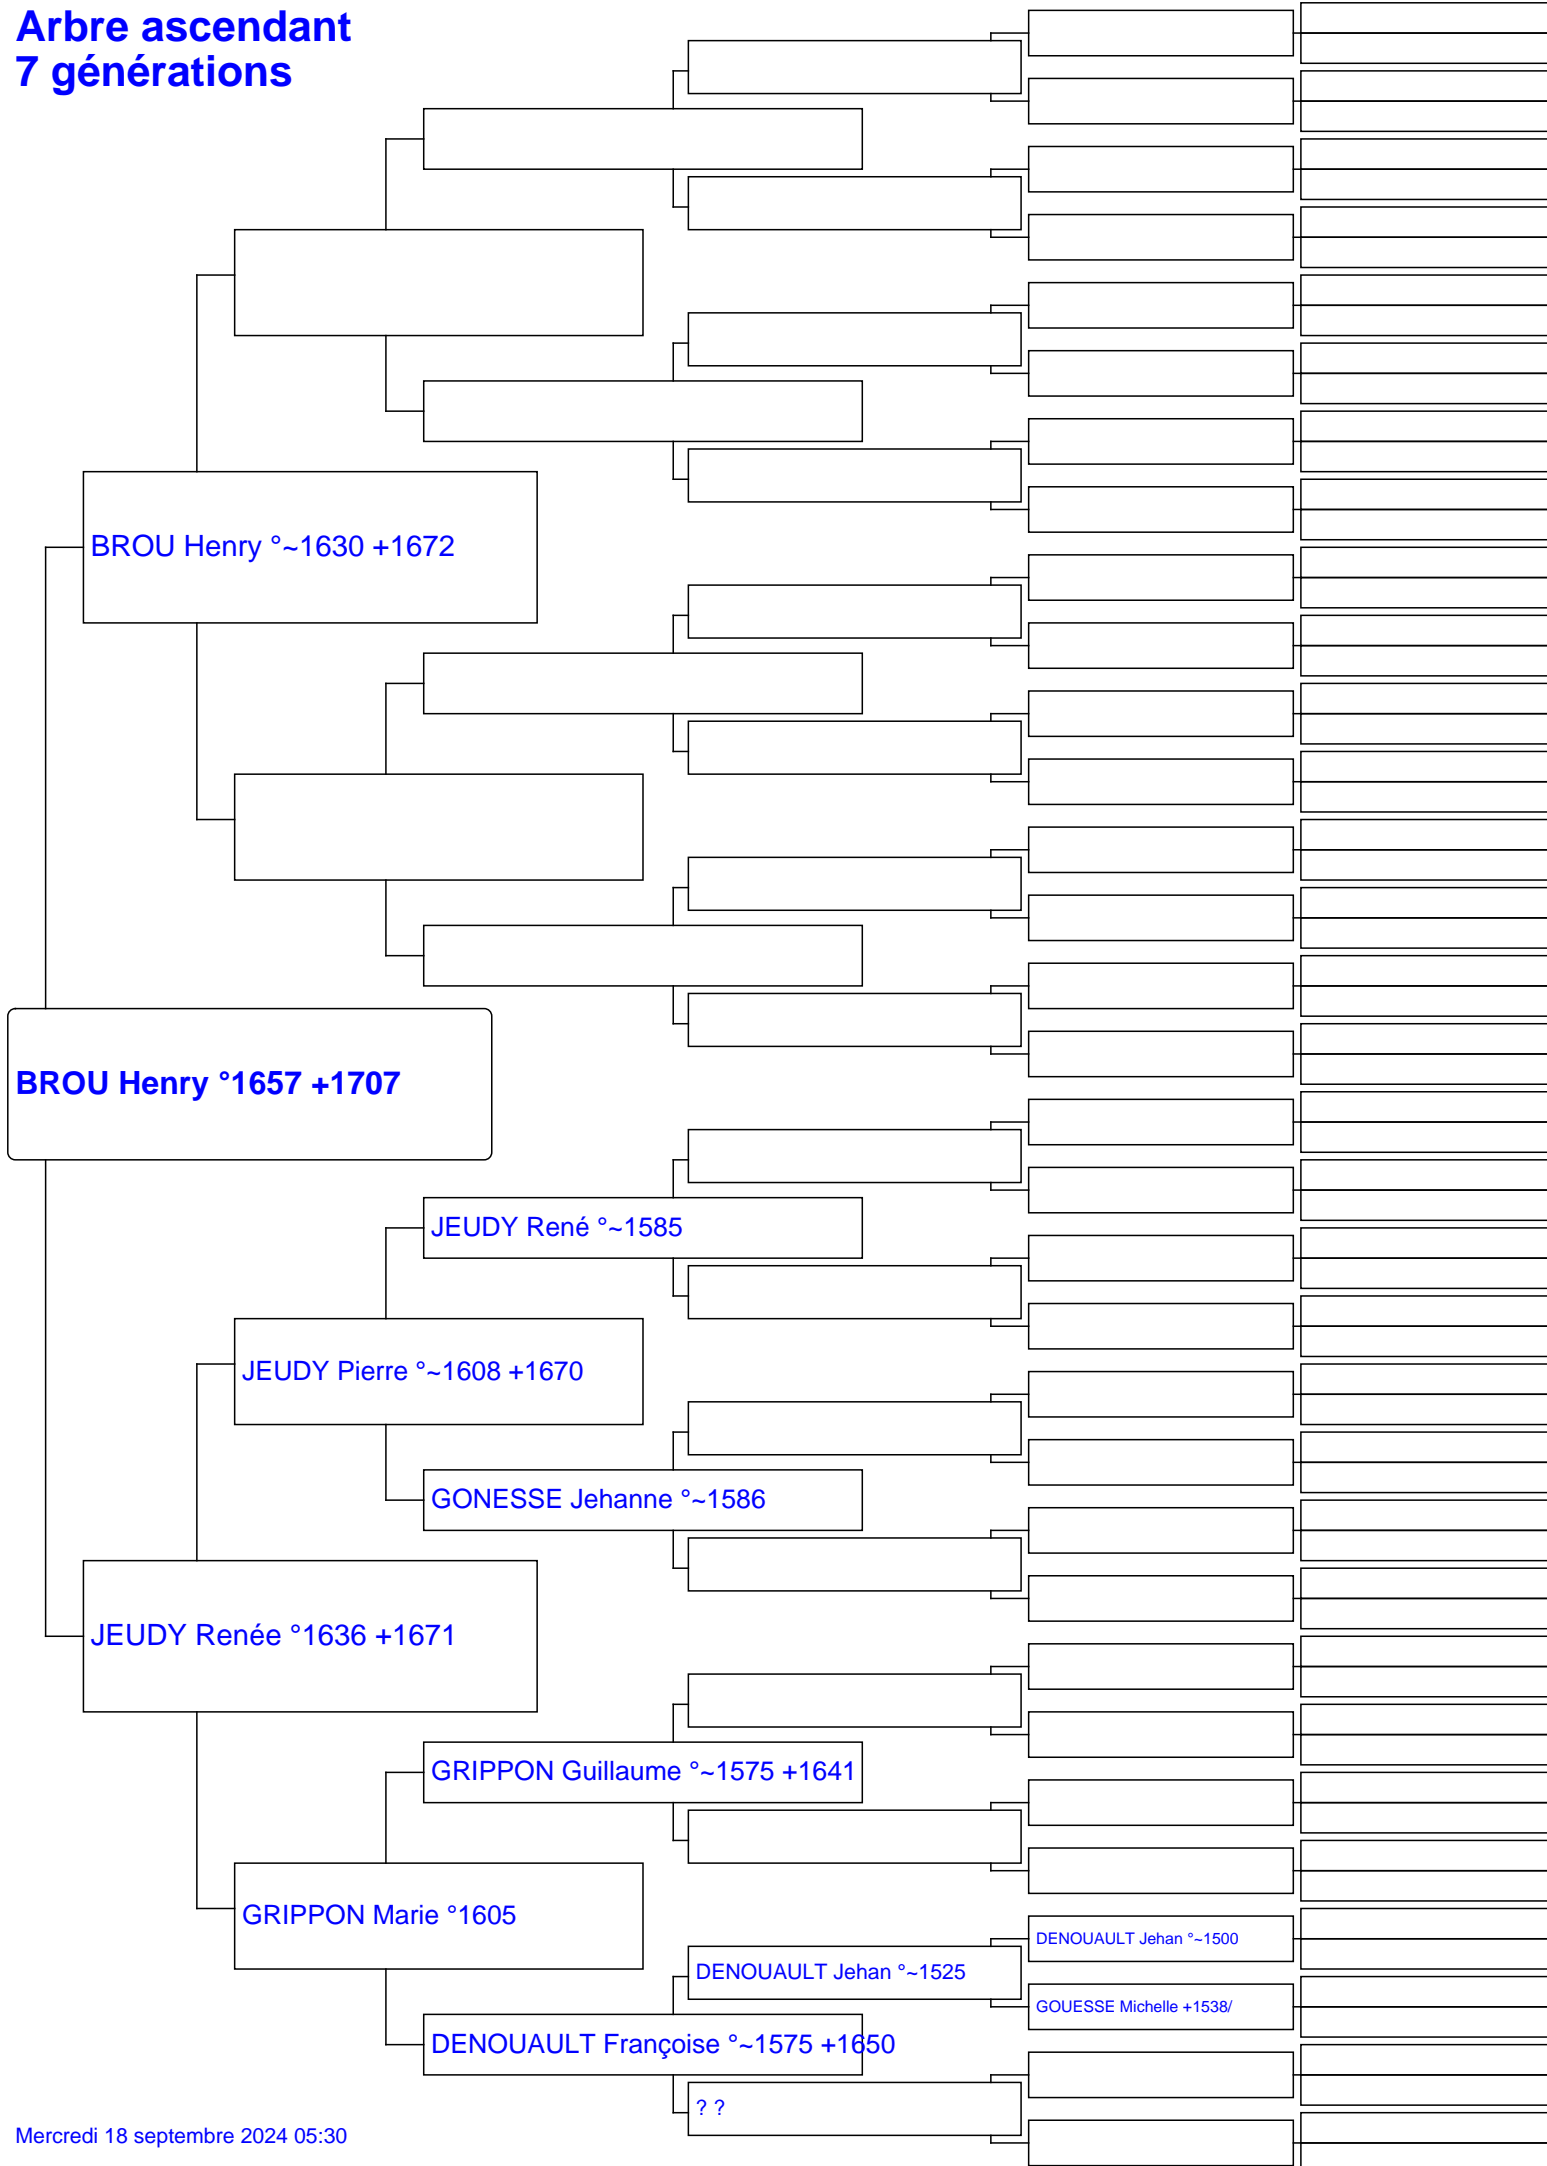 Arbre ascendant
7 générations
BROU Henry °~1630 +1672
BROU Henry °1657 +1707
JEUDY René °~1585
JEUDY Pierre °~1608 +1670
GONESSE Jehanne °~1586
JEUDY Renée °1636 +1671
GRIPPON Guillaume °~1575 +1641
GRIPPON Marie °1605
DENOUAULT Jehan °~1500
DENOUAULT Jehan °~1525
GOUESSE Michelle +1538/
DENOUAULT Françoise °~1575 +1650
? ?
Mercredi 18 septembre 2024 05:30